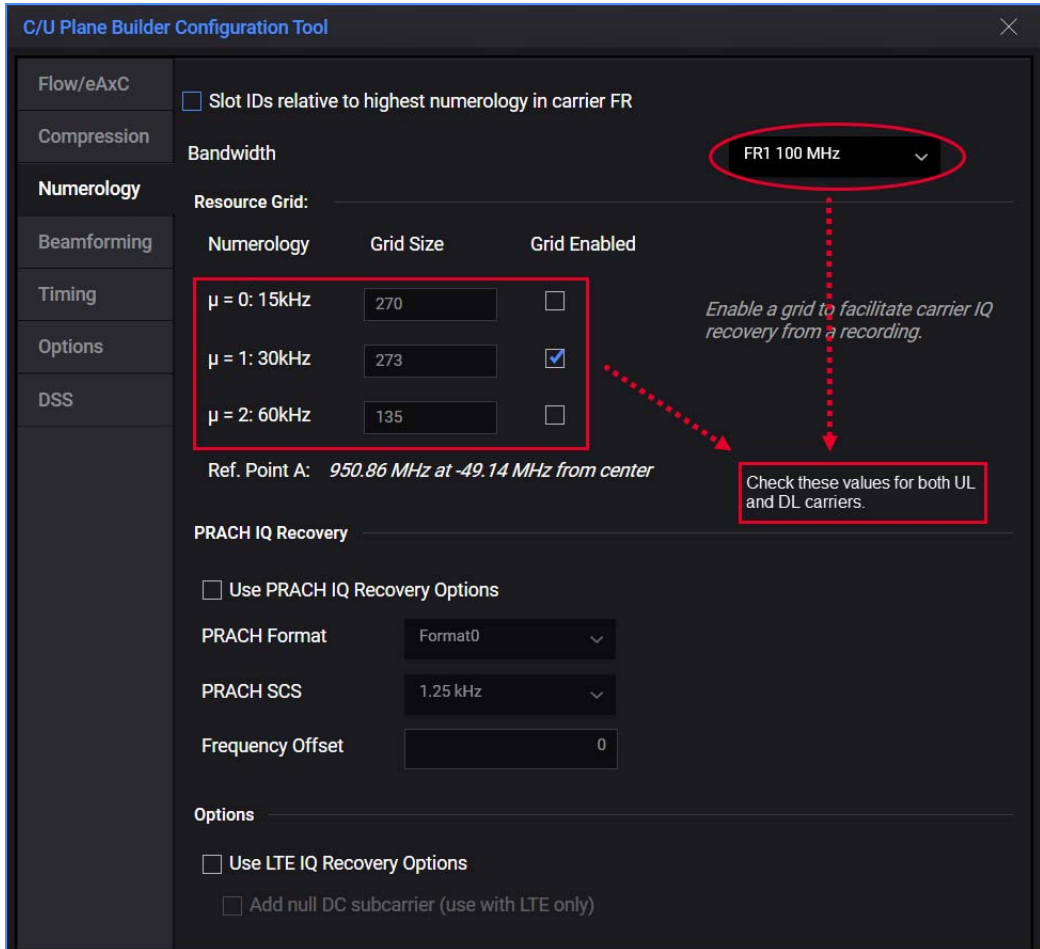 C/U Plane Builder Configuration Tool
Flow/eAxC
Compression
Numerology
Beamforming
Timing
Options
DSS
Slot IDs relative to highest numerology in carrier FR
Bandwidth
FR1 100 MHz
Resource Grid:
Numerology Grid Size Grid Enabled
μ = 0: 15kHz 270
μ = 1: 30kHz 273
μ = 2: 60kHz 135
Enable a grid to facilitate carrier IQ
recovery from a recording.
Ref. Point A: 950.86 MHz at -49.14 MHz from center
Check these values for both UL
and DL carriers.
PRACH IQ Recovery
Use PRACH IQ Recovery Options
PRACH Format Format0
PRACH SCS 1.25 kHz
Frequency Offset 0
Options
Use LTE IQ Recovery Options
Add null DC subcarrier (use with LTE only)